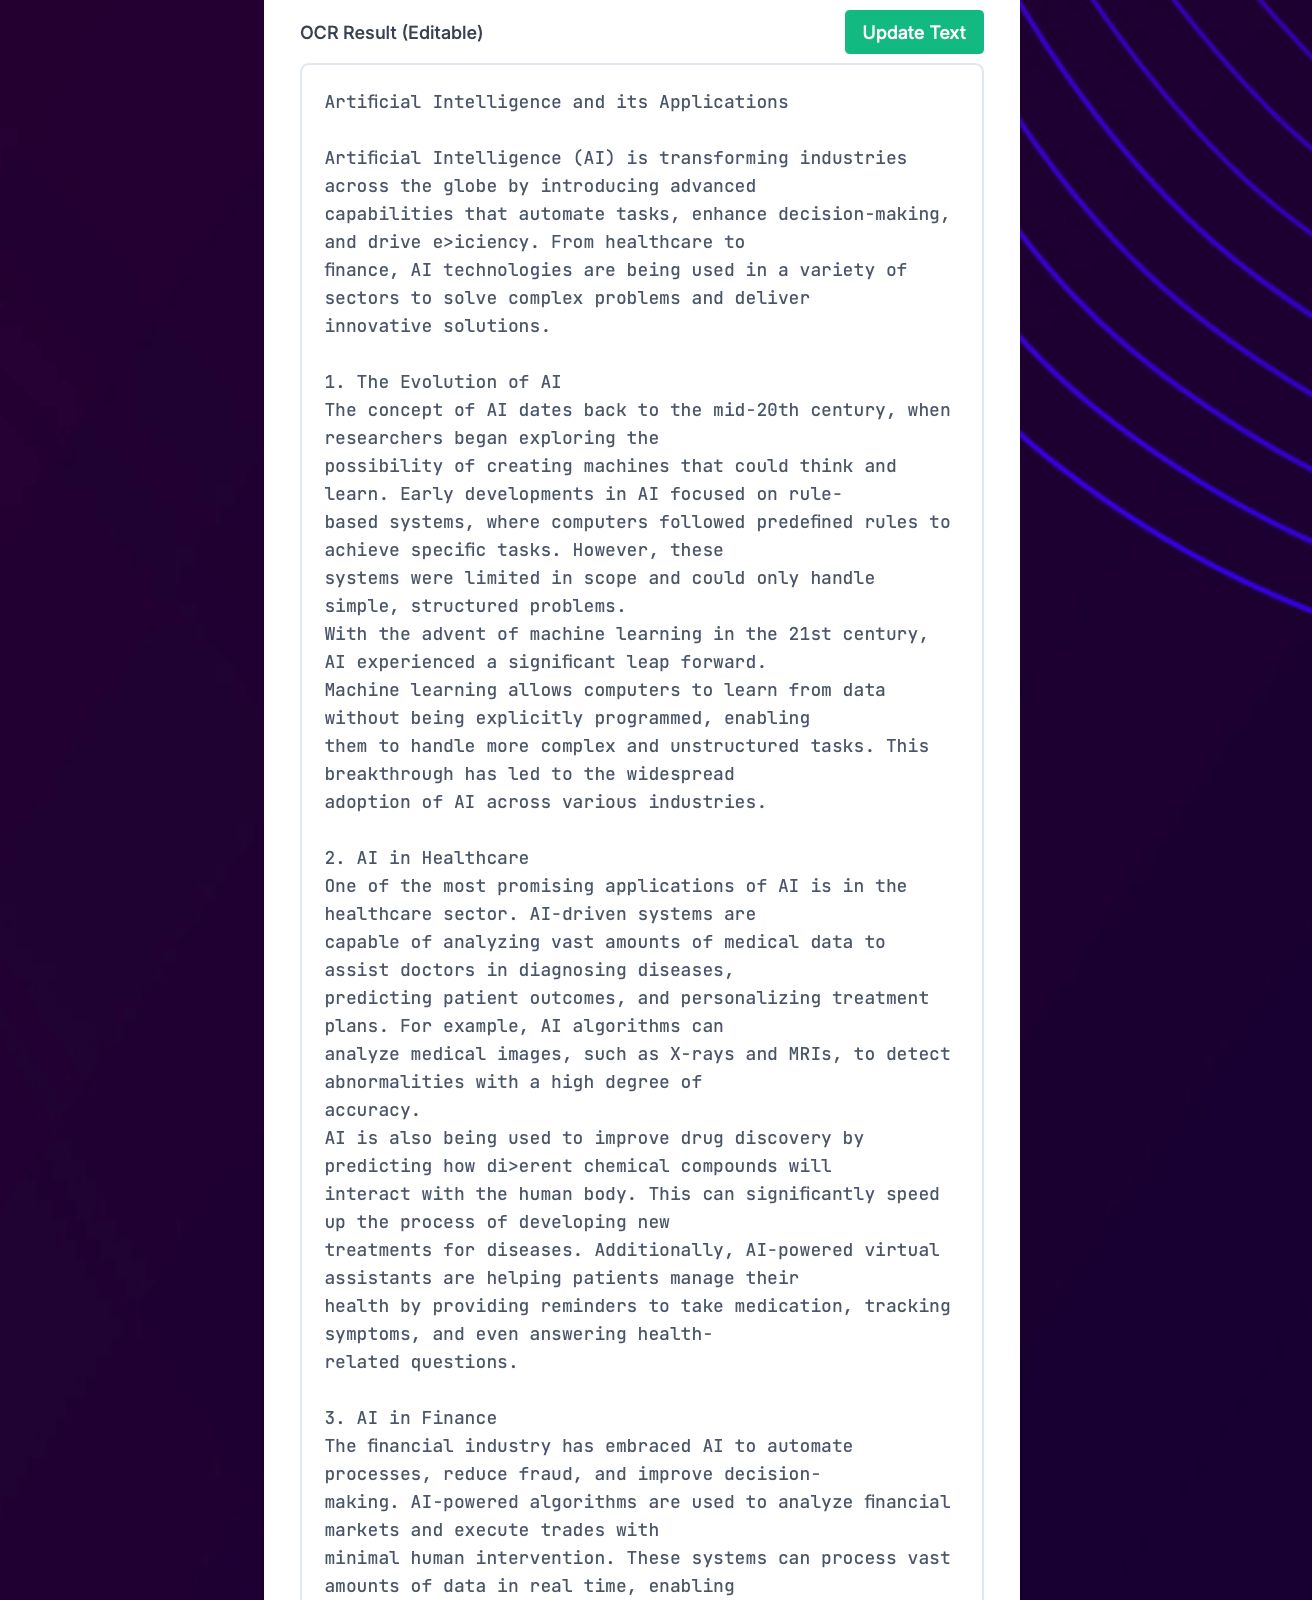 OCR Result (Editable)
Update Text
Artificial Intelligence and its Applications
Artificial Intelligence (AI) is transforming industries
across the globe by introducing advanced
capabilities that automate tasks, enhance decision-making,
and drive e>iciency. From healthcare to
finance, AI technologies are being used in a variety of
sectors to solve complex problems and deliver
innovative solutions.
1. The Evolution of AI
The concept of AI dates back to the mid-20th century, when
researchers began exploring the
possibility of creating machines that could think and
learn. Early developments in AI focused on rule-
based systems, where computers followed predefined rules to
achieve specific tasks. However, these
systems were limited in scope and could only handle
simple, structured problems.
With the advent of machine learning in the 21st century,
AI experienced a significant leap forward.
Machine learning allows computers to learn from data
without being explicitly programmed, enabling
them to handle more complex and unstructured tasks. This
breakthrough has led to the widespread
adoption of AI across various industries.
2. AI in Healthcare
One of the most promising applications of AI is in the
healthcare sector. AI-driven systems are
capable of analyzing vast amounts of medical data to
assist doctors in diagnosing diseases,
predicting patient outcomes, and personalizing treatment
plans. For example, AI algorithms can
analyze medical images, such as X-rays and MRIs, to detect
abnormalities with a high degree of
accuracy.
AI is also being used to improve drug discovery by
predicting how di>erent chemical compounds will
interact with the human body. This can significantly speed
up the process of developing new
treatments for diseases. Additionally, AI-powered virtual
assistants are helping patients manage their
health by providing reminders to take medication, tracking
symptoms, and even answering health-
related questions.
3. AI in Finance
The financial industry has embraced AI to automate
processes, reduce fraud, and improve decision-
making. AI-powered algorithms are used to analyze financial
markets and execute trades with
minimal human intervention. These systems can process vast
amounts of data in real time, enabling